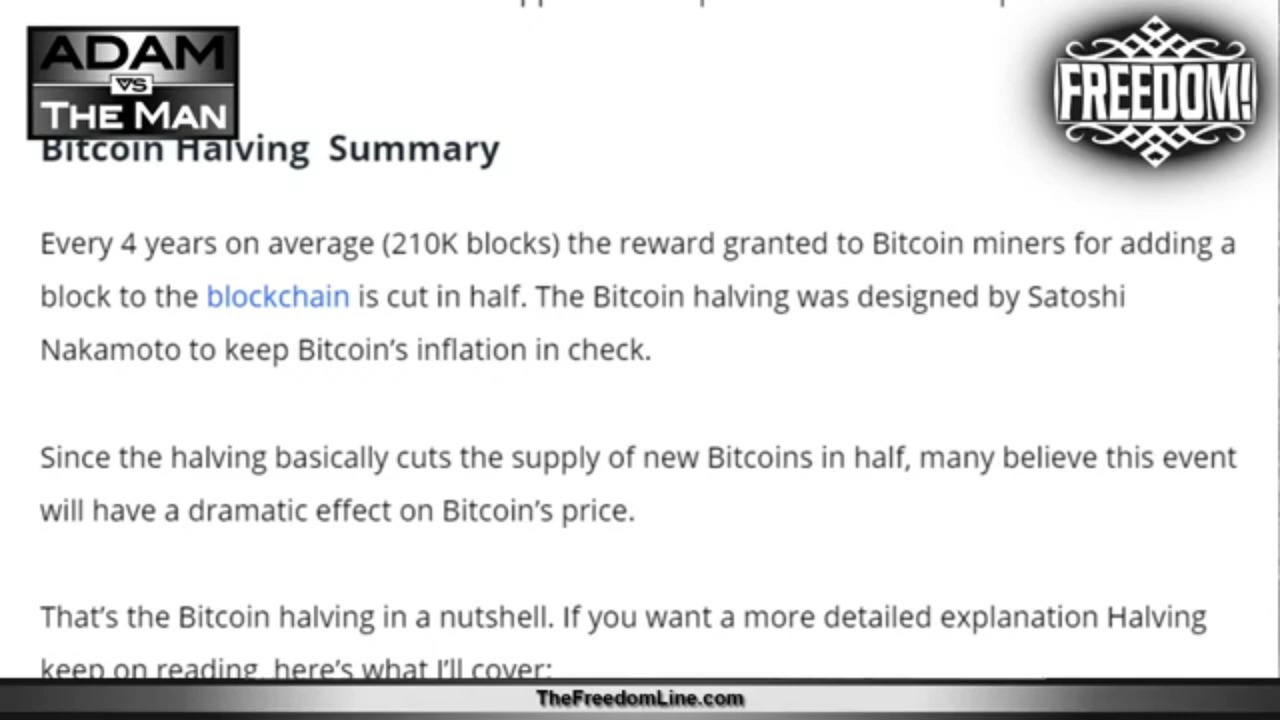 ADAM
VS
THE MAN
FREEDOM!
Bitcoin Halving Summary
Every 4 years on average (210K blocks) the reward granted to Bitcoin miners for adding a
block to the blockchain is cut in half. The Bitcoin halving was designed by Satoshi
Nakamoto to keep Bitcoin’s inflation in check.
Since the halving basically cuts the supply of new Bitcoins in half, many believe this event
will have a dramatic effect on Bitcoin’s price.
That’s the Bitcoin halving in a nutshell. If you want a more detailed explanation Halving
keep on reading, here’s what I’ll cover:
TheFreedomLine.com